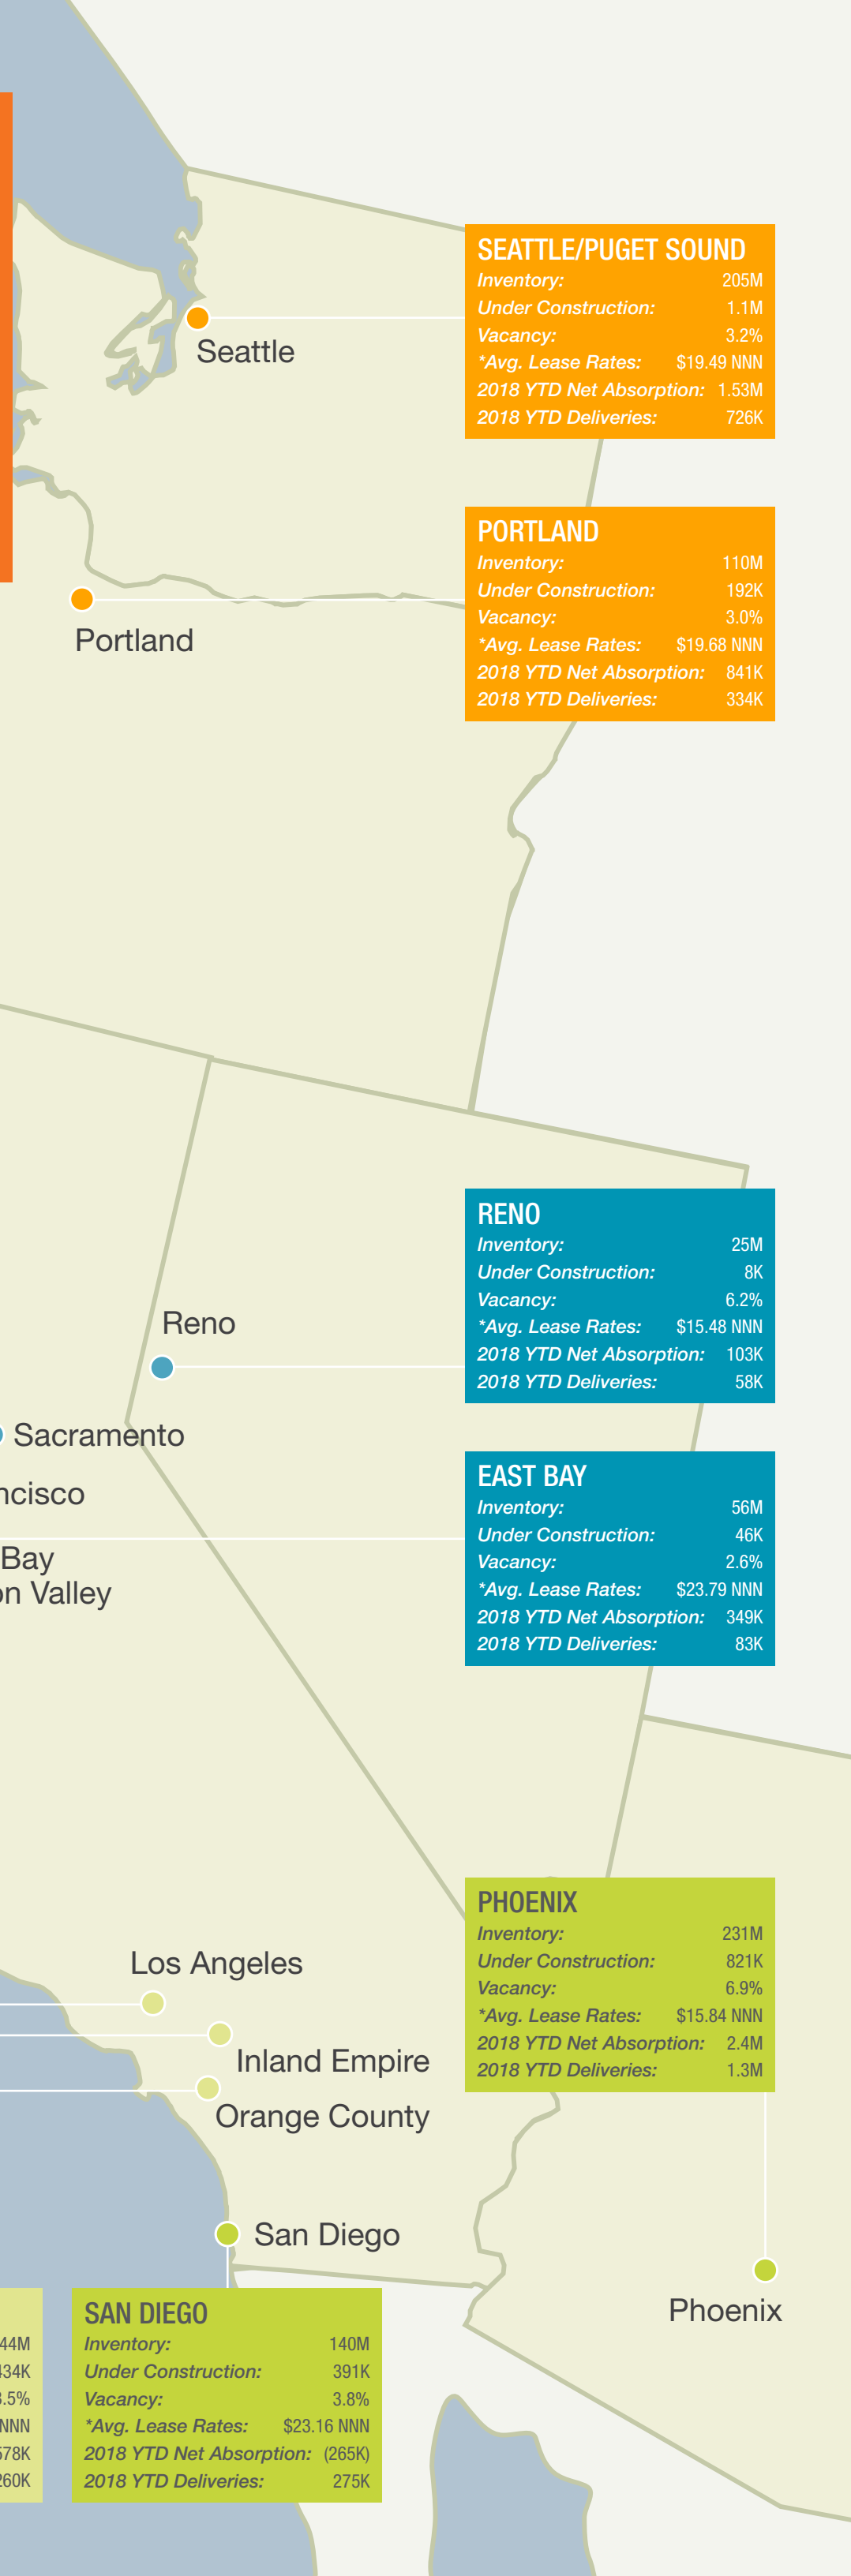 SEATTLE/PUGET SOUND
Inventory: 205M
Under Construction: 1.1M
Vacancy: 3.2%
*Avg. Lease Rates: $19.49 NNN
2018 YTD Net Absorption: 1.53M
2018 YTD Deliveries: 726K
Seattle
PORTLAND
Inventory: 110M
Under Construction: 192K
Vacancy: 3.0%
*Avg. Lease Rates: $19.68 NNN
2018 YTD Net Absorption: 841K
2018 YTD Deliveries: 334K
Portland
RENO
Inventory: 25M
Under Construction: 8K
Vacancy: 6.2%
*Avg. Lease Rates: $15.48 NNN
2018 YTD Net Absorption: 103K
2018 YTD Deliveries: 58K
Reno
Sacramento
ncisco
Bay
on Valley
EAST BAY
Inventory: 56M
Under Construction: 46K
Vacancy: 2.6%
*Avg. Lease Rates: $23.79 NNN
2018 YTD Net Absorption: 349K
2018 YTD Deliveries: 83K
PHOENIX
Inventory: 231M
Under Construction: 821K
Vacancy: 6.9%
*Avg. Lease Rates: $15.84 NNN
2018 YTD Net Absorption: 2.4M
2018 YTD Deliveries: 1.3M
Los Angeles
Inland Empire
Orange County
San Diego
Phoenix
44M
34K
.5%
NNN
578K
260K
SAN DIEGO
Inventory: 140M
Under Construction: 391K
Vacancy: 3.8%
*Avg. Lease Rates: $23.16 NNN
2018 YTD Net Absorption: (265K)
2018 YTD Deliveries: 275K